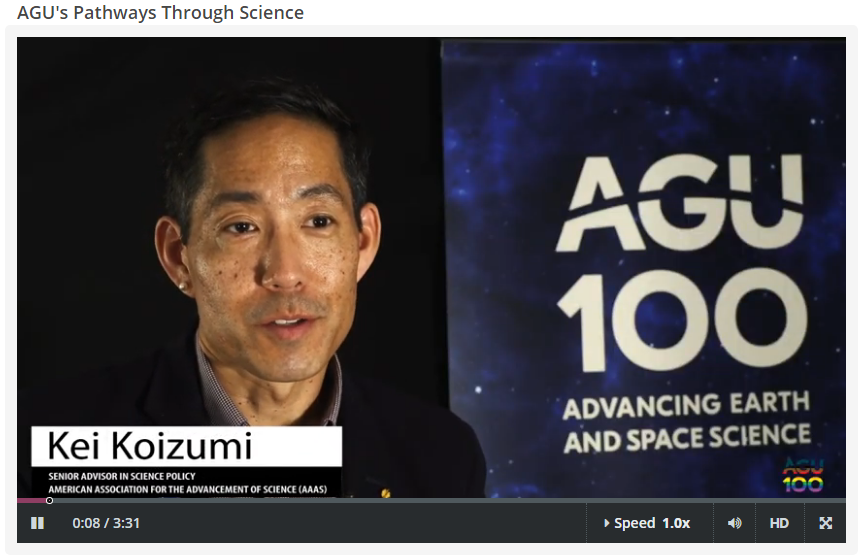 AGU's Pathways Through Science
AGU
100
ADVANCING EARTH
AND SPACE SCIENCE
Kei Koizumi
SENIOR ADVISOR IN SCIENCE POLICY
AMERICAN ASSOCIATION FOR THE ADVANCEMENT OF SCIENCE (AAAS)
AGU
100
0:08 / 3:31
Speed 1.0x
HD